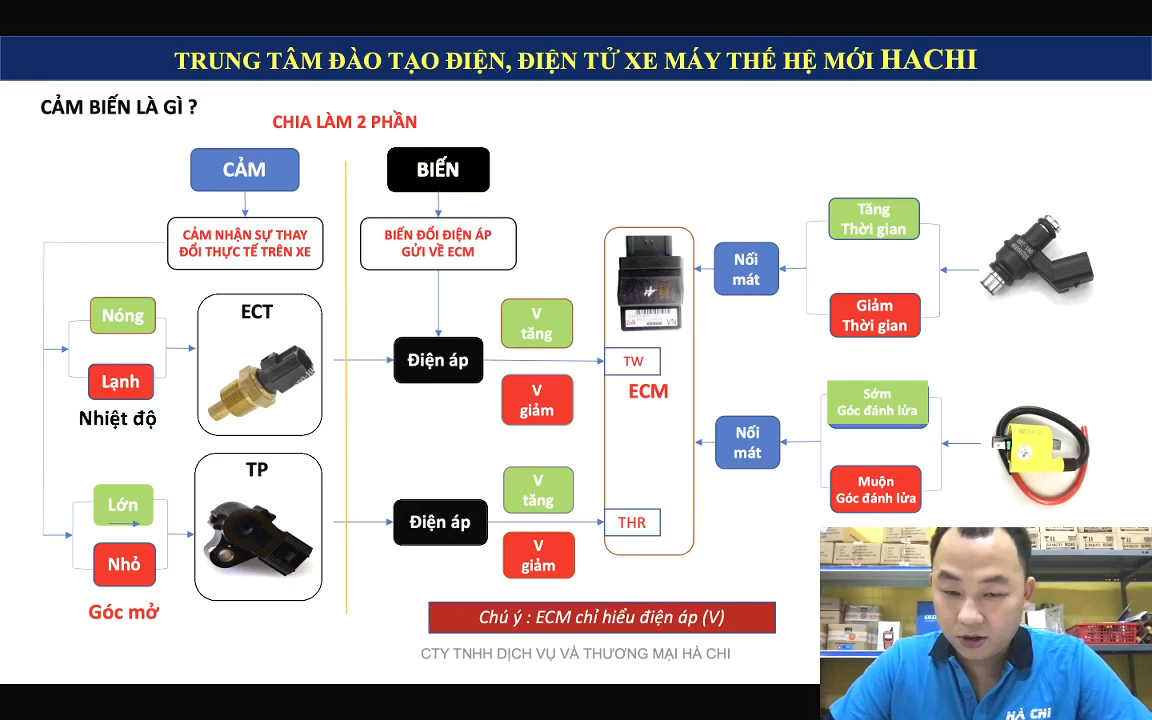 TRUNG TÂM ĐÀO TẠO ĐIỆN, ĐIỆN TỬ XE MÁY THẾ HỆ MỚI HACHI
CẢM BIẾN LÀ GÌ ?
CHIA LÀM 2 PHẦN
CẢM
BIẾN
CẢM NHẬN SỰ THAY
ĐỔI THỰC TẾ TRÊN XE
BIẾN ĐỔI ĐIỆN ÁP
GỬI VỀ ECM
Nóng
Lạnh
Nhiệt độ
ECT
Điện áp
V
tăng
V
giảm
TW
ECM
Nối
mát
Tăng
Thời gian
Giảm
Thời gian
Lớn
Nhỏ
Góc mở
TP
Điện áp
V
tăng
V
giảm
THR
Nối
mát
Sớm
Góc đánh lửa
Muộn
Góc đánh lửa
Chú ý : ECM chỉ hiểu điện áp (V)
CTY TNHH DỊCH VỤ VÀ THƯƠNG MẠI HÀ CHI
HÀ CHI